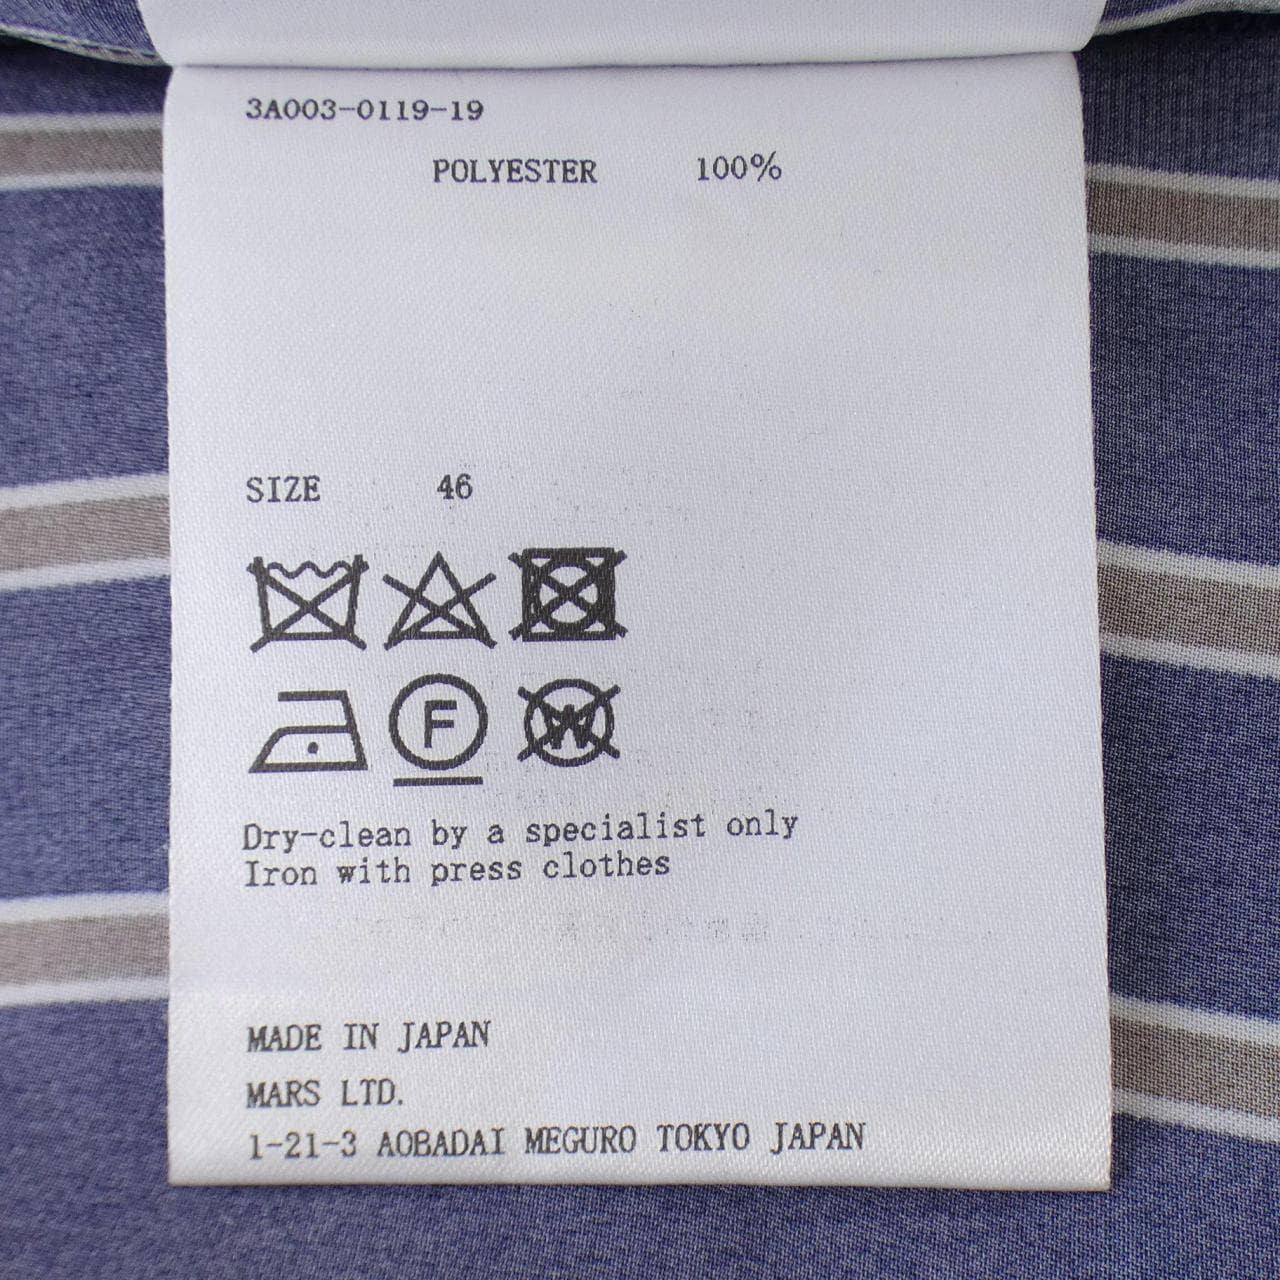 3A003-0119-19
POLYESTER 100%
SIZE 46
F W
Dry-clean by a specialist only
Iron with press clothes
MADE IN JAPAN
MARS LTD.
1-21-3 AOBADAI MEGURO TOKYO JAPAN